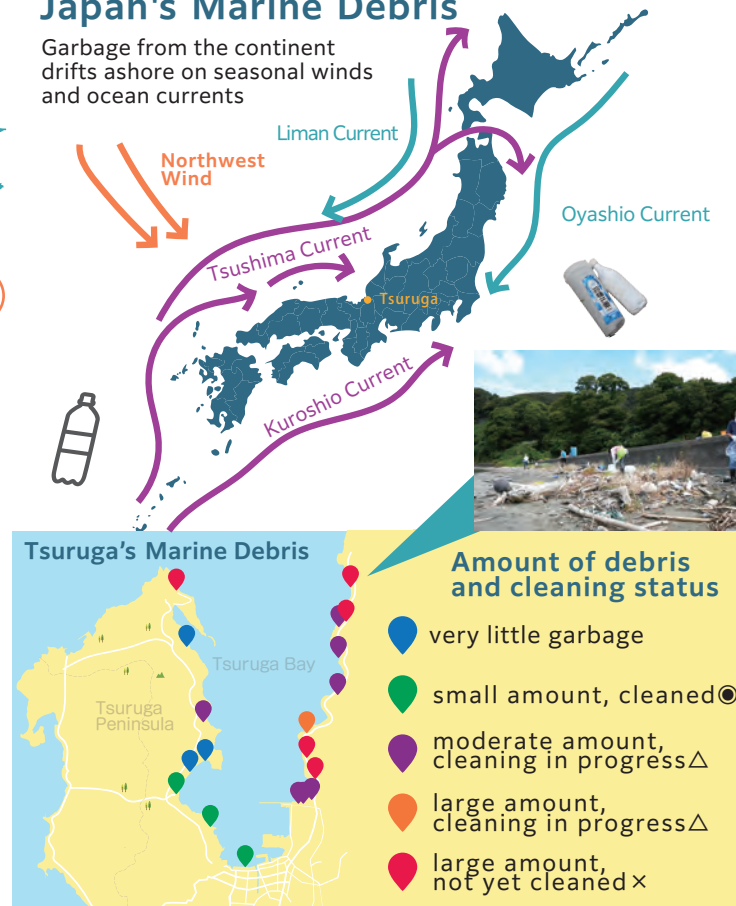 Japan's Marine Debris
Garbage from the continent
drifts ashore on seasonal winds
and ocean currents
Liman Current
Northwest
Wind
Oyashio Current
Tsushima Current
Tsuruga
Kuroshio Current
Tsuruga's Marine Debris
Tsuruga Bay
Tsuruga
Peninsula
Amount of debris
and cleaning status
very little garbage
small amount, cleaned◉
moderate amount,
cleaning in progress△
large amount,
cleaning in progress△
large amount,
not yet cleaned×